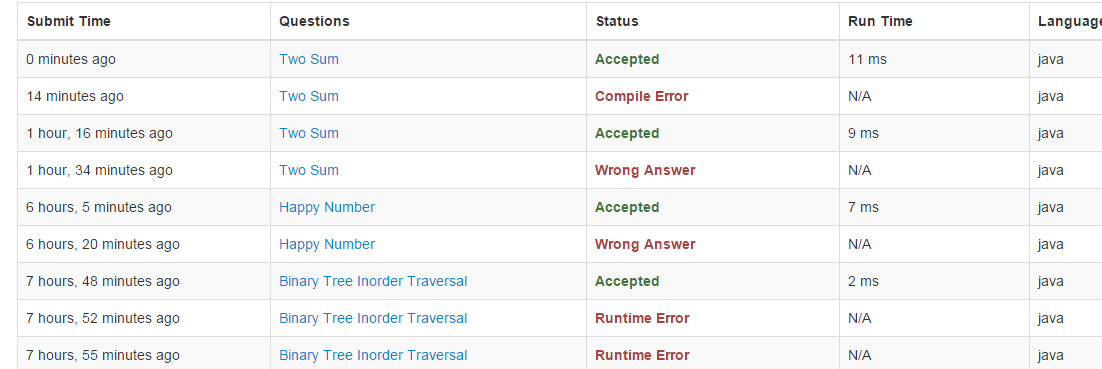 Submit Time Questions Status Run Time Language
0 minutes ago Two Sum Accepted 11 ms java
14 minutes ago Two Sum Compile Error N/A java
1 hour, 16 minutes ago Two Sum Accepted 9 ms java
1 hour, 34 minutes ago Two Sum Wrong Answer N/A java
6 hours, 5 minutes ago Happy Number Accepted 7 ms java
6 hours, 20 minutes ago Happy Number Wrong Answer N/A java
7 hours, 48 minutes ago Binary Tree Inorder Traversal Accepted 2 ms java
7 hours, 52 minutes ago Binary Tree Inorder Traversal Runtime Error N/A java
7 hours, 55 minutes ago Binary Tree Inorder Traversal Runtime Error N/A java